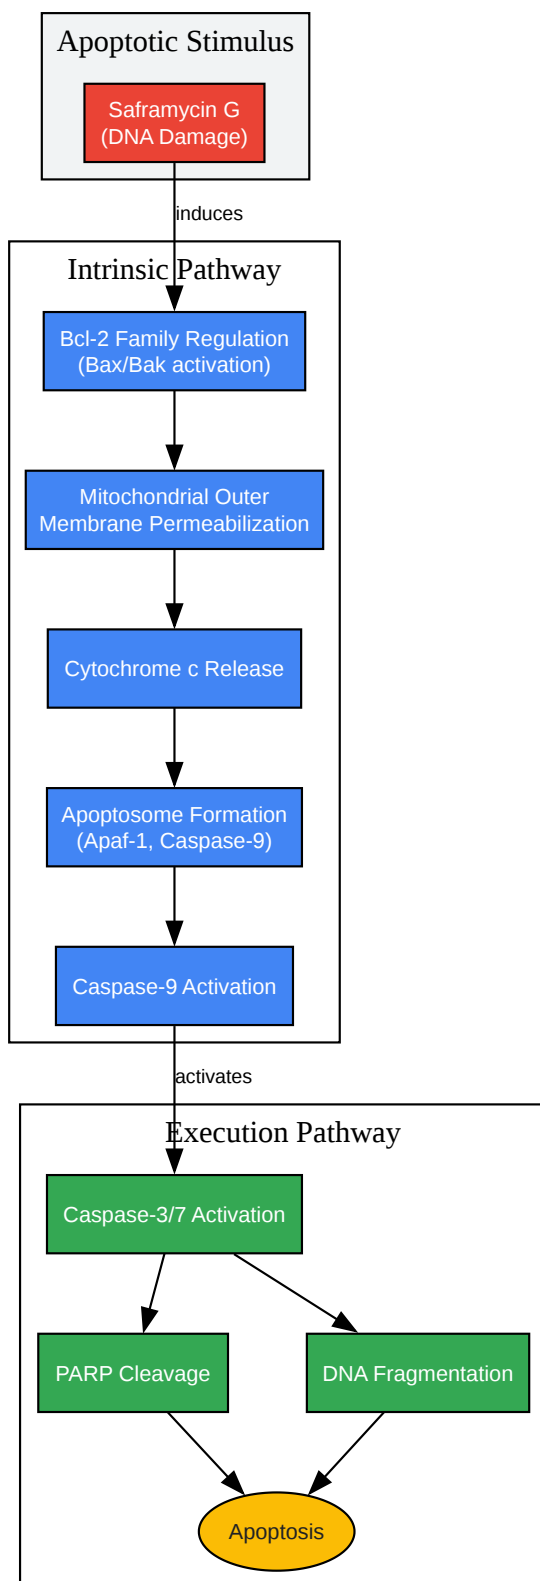 Apoptotic Stimulus
Saframycin G
(DNA Damage)
induces
Intrinsic Pathway
Bcl-2 Family Regulation
(Bax/Bak activation)
Mitochondrial Outer
Membrane Permeabilization
Cytochrome c Release
Apoptosome Formation
(Apaf-1, Caspase-9)
Caspase-9 Activation
activates
Execution Pathway
Caspase-3/7 Activation
PARP Cleavage
DNA Fragmentation
Apoptosis